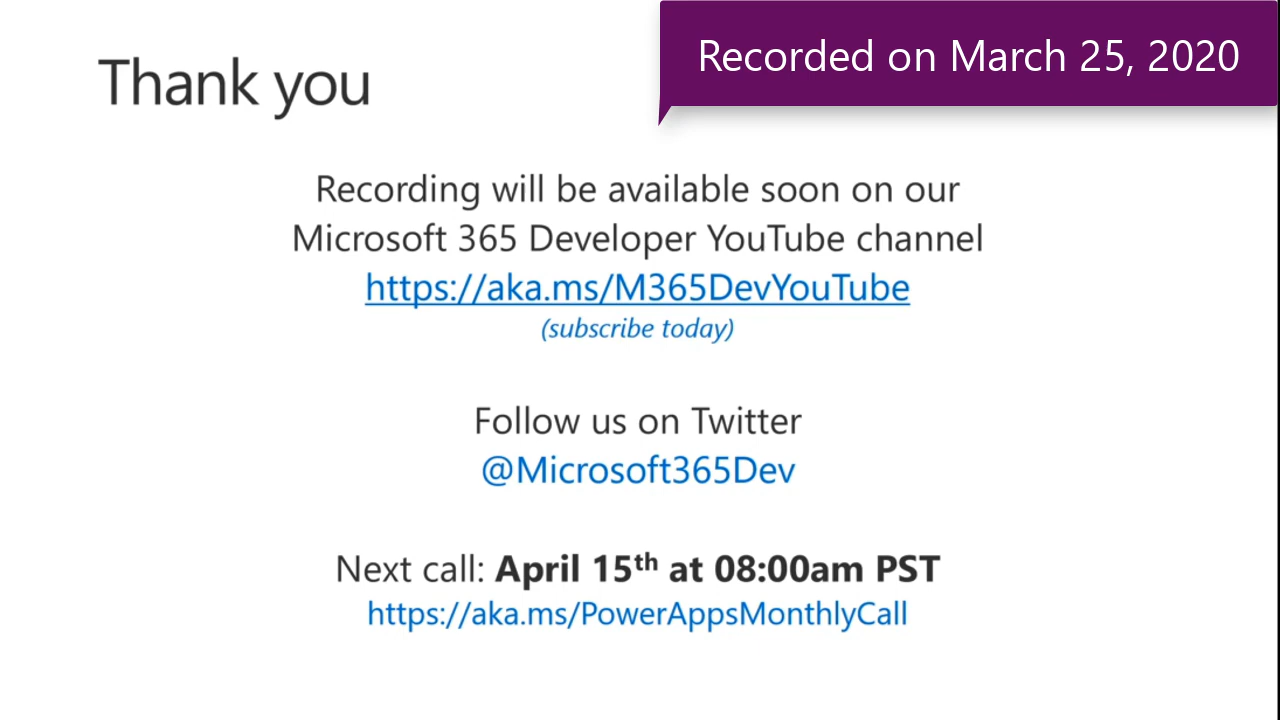 Recorded on March 25, 2020
Thank you
Recording will be available soon on our
Microsoft 365 Developer YouTube channel
https://aka.ms/M365DevYouTube
(subscribe today)
Follow us on Twitter
@Microsoft365Dev
Next call: April 15th at 08:00am PST
https://aka.ms/PowerAppsMonthlyCall